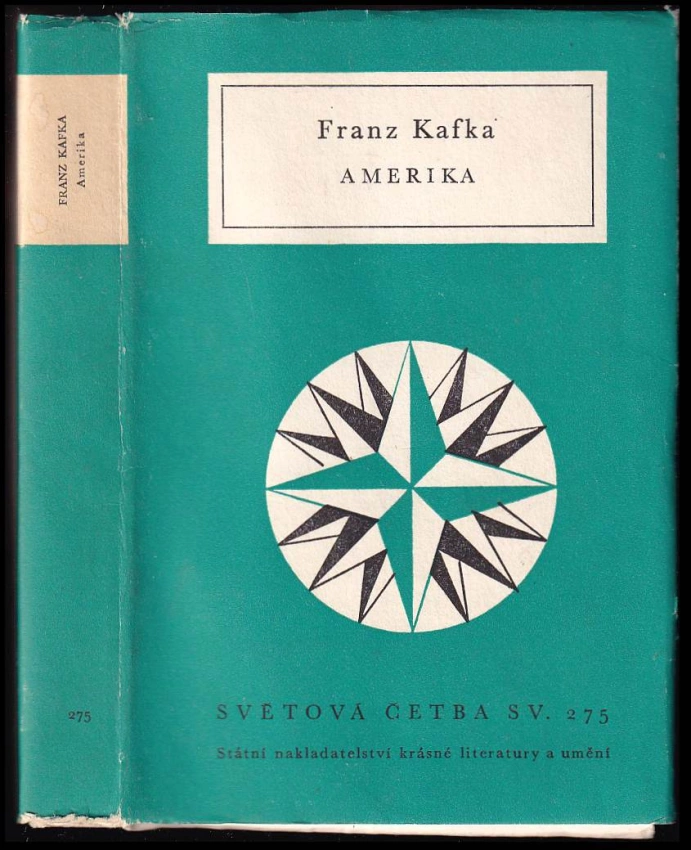 FRANZ KAFKA
Amerika
275
Franz Kafka
AMERIKA
SVĚTOVÁ ČETBA SV. 275
Státní nakladatelství krásné literatury a umění